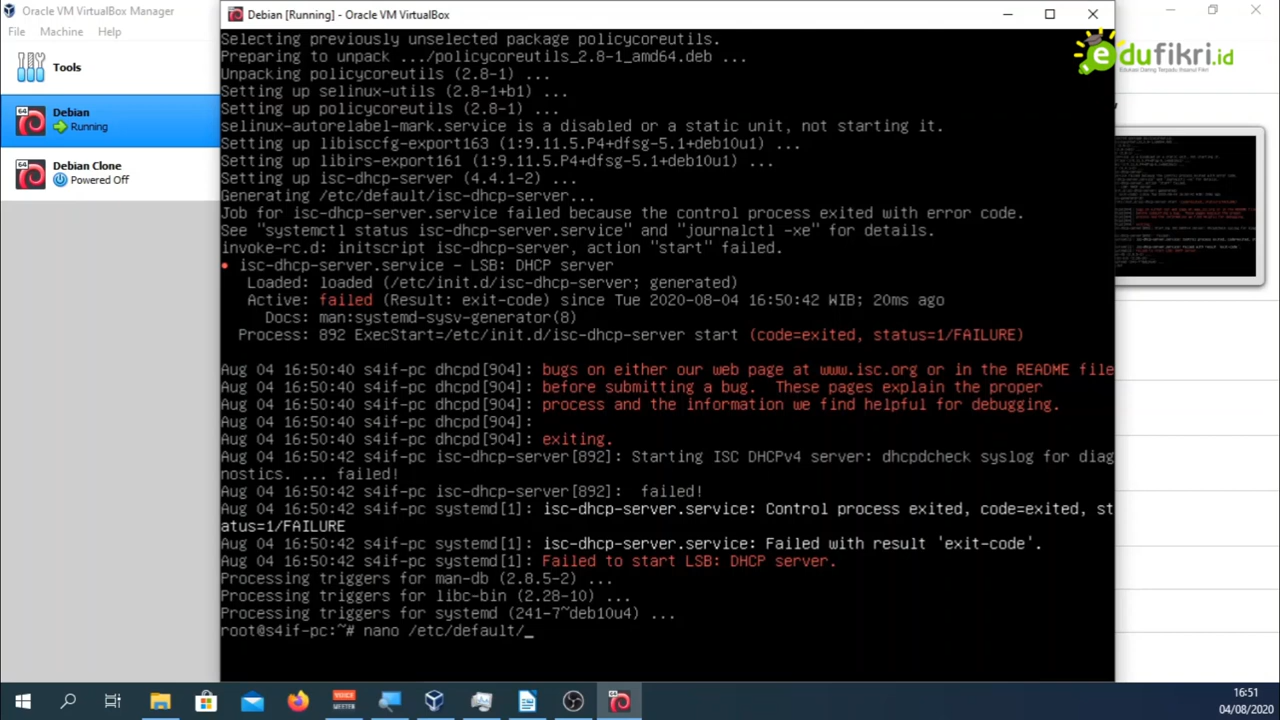 Oracle VM VirtualBox Manager
File Machine Help
Tools
64
Debian
Running
64
Debian Clone
Powered Off
Debian [Running] - Oracle VM VirtualBox
edufikri.id
Edukasi Daring Terpadu Ihsanul Fikri
Selecting previously unselected package policycoreutils.
Preparing to unpack .../policycoreutils_2.8-1_amd64.deb ...
Unpacking policycoreutils (2.8-1) ...
Setting up selinux-utils (2.8-1+b1) ...
Setting up policycoreutils (2.8-1) ...
selinux-autorelabel-mark.service is a disabled or a static unit, not starting it.
Setting up libisccfg-export163 (1:9.11.5.P4+dfsg-5.1+deb10u1) ...
Setting up libirs-export161 (1:9.11.5.P4+dfsg-5.1+deb10u1) ...
Setting up isc-dhcp-server (4.4.1-2) ...
Generating /etc/default/isc-dhcp-server...
Job for isc-dhcp-server.service failed because the control process exited with error code.
See "systemctl status isc-dhcp-server.service" and "journalctl -xe" for details.
invoke-rc.d: initscript isc-dhcp-server, action "start" failed.
● isc-dhcp-server.service - LSB: DHCP server
Loaded: loaded (/etc/init.d/isc-dhcp-server; generated)
Active: failed (Result: exit-code) since Tue 2020-08-04 16:50:42 WIB; 20ms ago
Docs: man:systemd-sysv-generator(8)
Process: 892 ExecStart=/etc/init.d/isc-dhcp-server start (code=exited, status=1/FAILURE)
Aug 04 16:50:40 s4if-pc dhcpd[904]: bugs on either our web page at www.isc.org or in the README file
Aug 04 16:50:40 s4if-pc dhcpd[904]: before submitting a bug.  These pages explain the proper
Aug 04 16:50:40 s4if-pc dhcpd[904]: process and the information we find helpful for debugging.
Aug 04 16:50:40 s4if-pc dhcpd[904]:
Aug 04 16:50:40 s4if-pc dhcpd[904]: exiting.
Aug 04 16:50:42 s4if-pc isc-dhcp-server[892]: Starting ISC DHCPv4 server: dhcpdcheck syslog for diag
nostics. ... failed!
Aug 04 16:50:42 s4if-pc isc-dhcp-server[892]:  failed!
Aug 04 16:50:42 s4if-pc systemd[1]: isc-dhcp-server.service: Control process exited, code=exited, st
atus=1/FAILURE
Aug 04 16:50:42 s4if-pc systemd[1]: isc-dhcp-server.service: Failed with result 'exit-code'.
Aug 04 16:50:42 s4if-pc systemd[1]: Failed to start LSB: DHCP server.
Processing triggers for man-db (2.8.5-2) ...
Processing triggers for libc-bin (2.28-10) ...
Processing triggers for systemd (241-7~deb10u4) ...
root@s4if-pc:~# nano /etc/default/_
VOICE
MEETER
16:51
04/08/2020